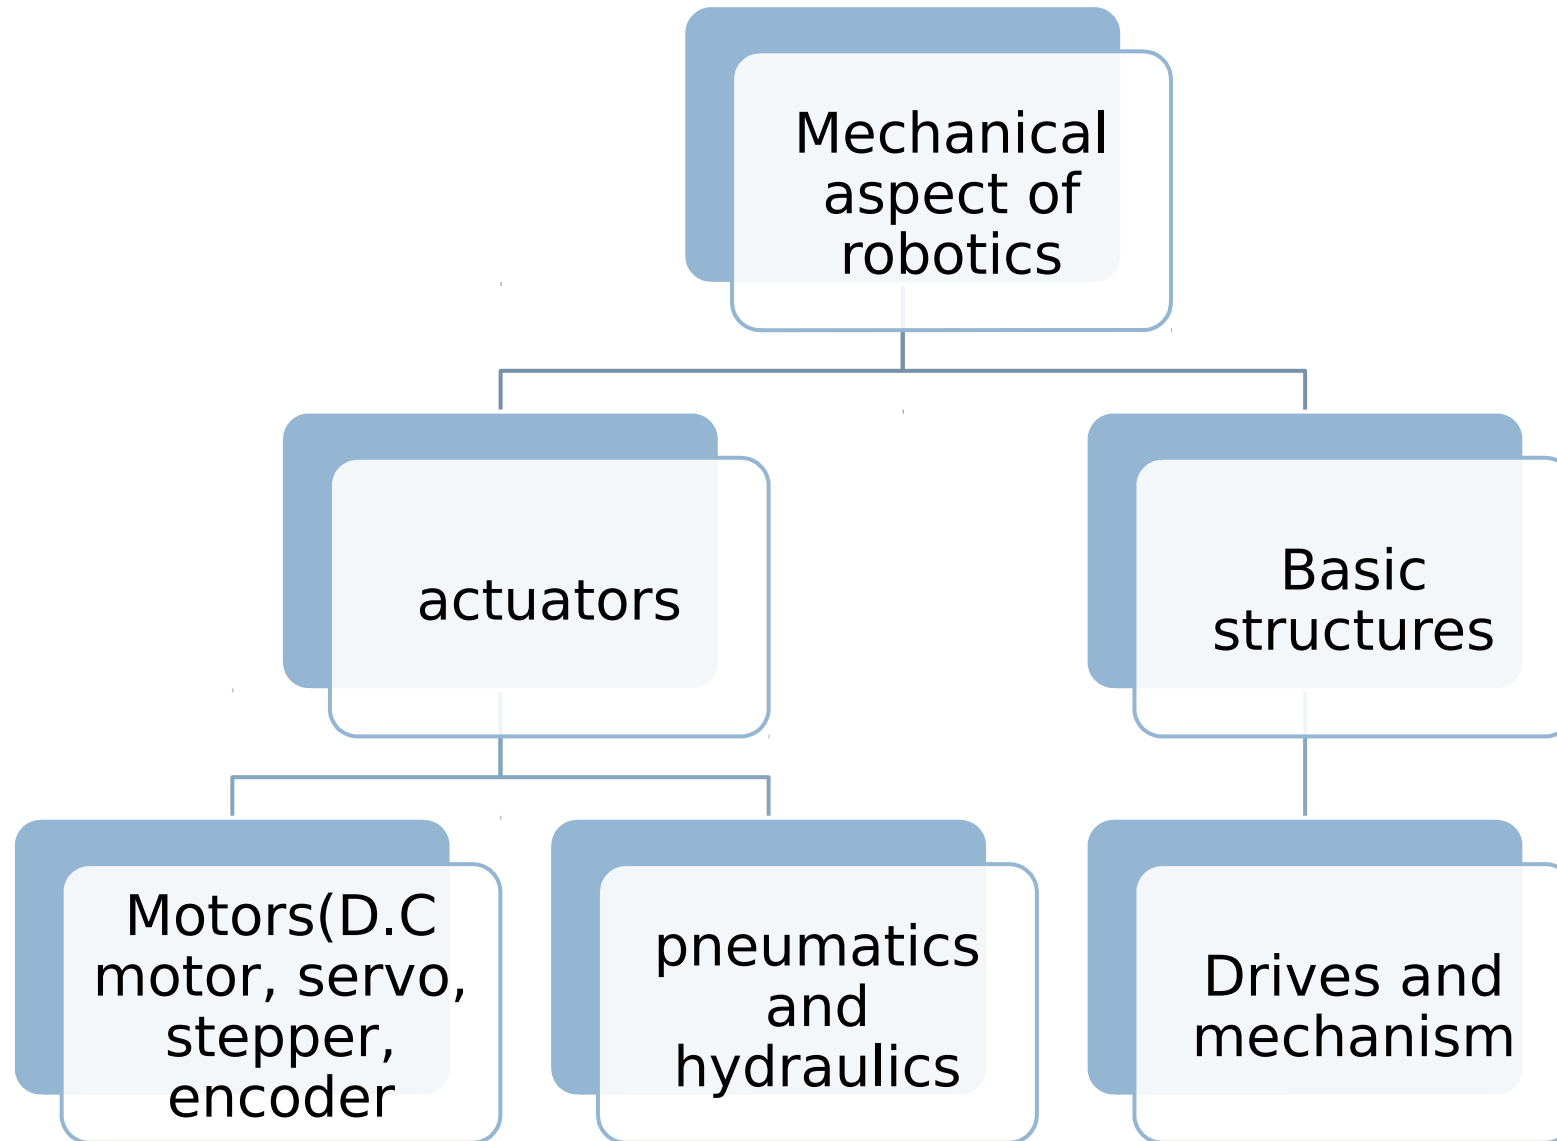 Mechanical
aspect of
robotics
actuators
Basic
structures
Motors(D.C
motor, servo,
stepper,
encoder
pneumatics
and
hydraulics
Drives and
mechanism